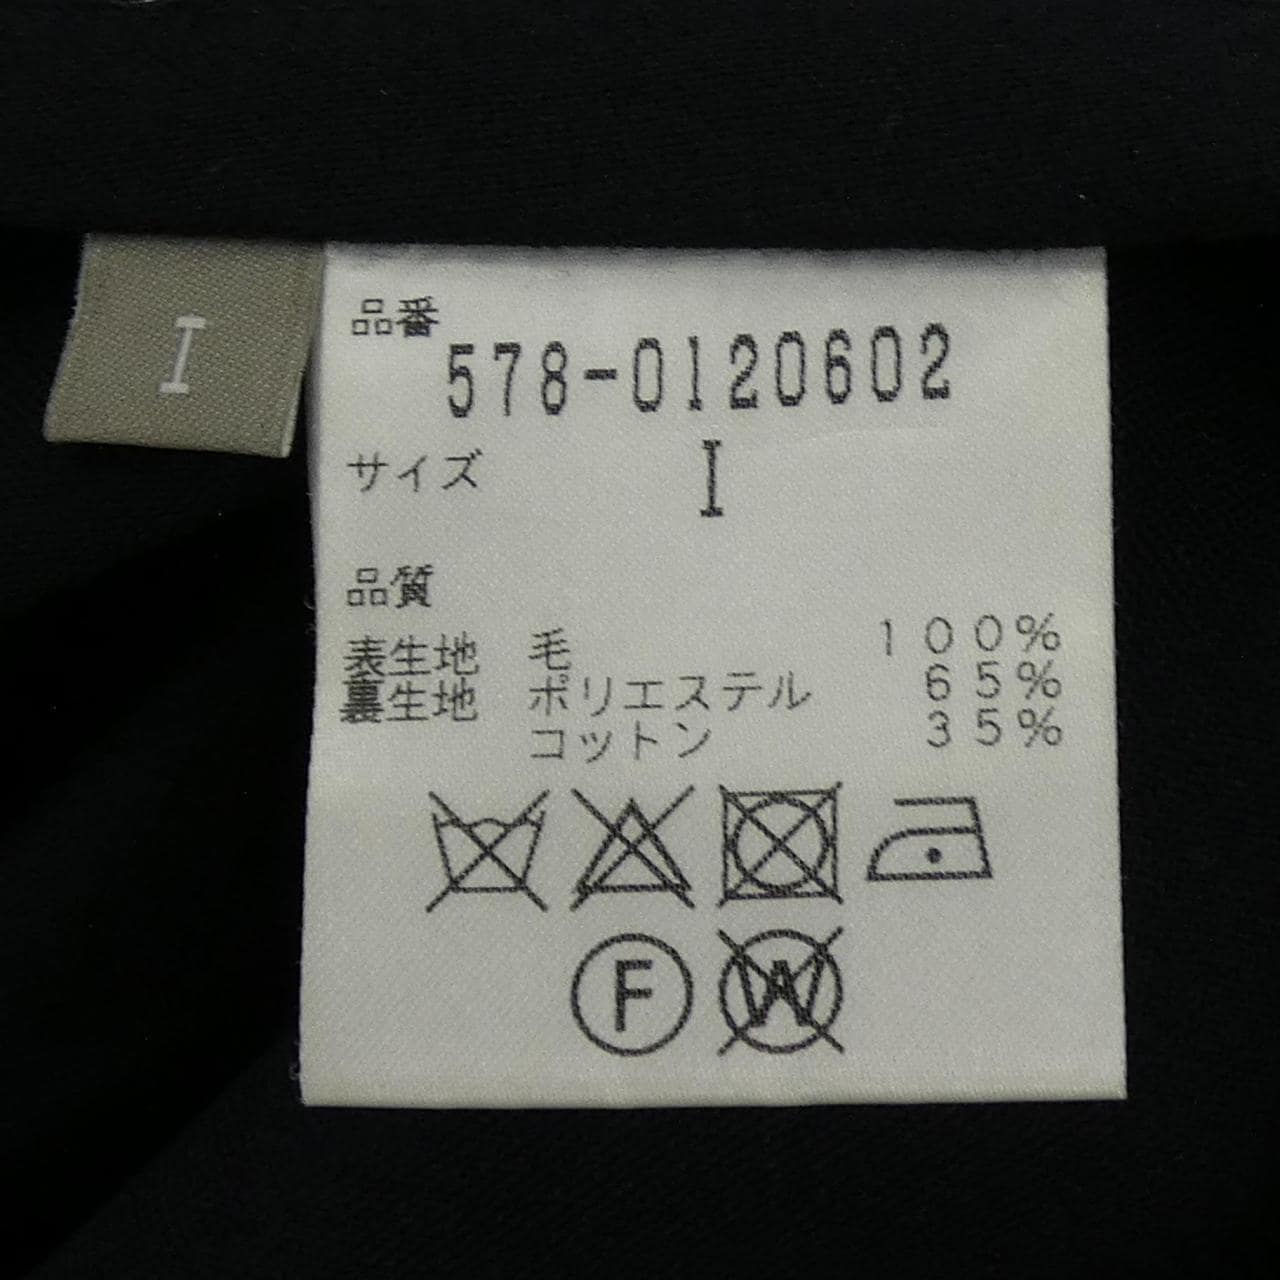 I
品番
578-0120602
サイズ I
品質
表生地 毛 100%
裏生地 ポリエステル 65%
コットン 35%
F W